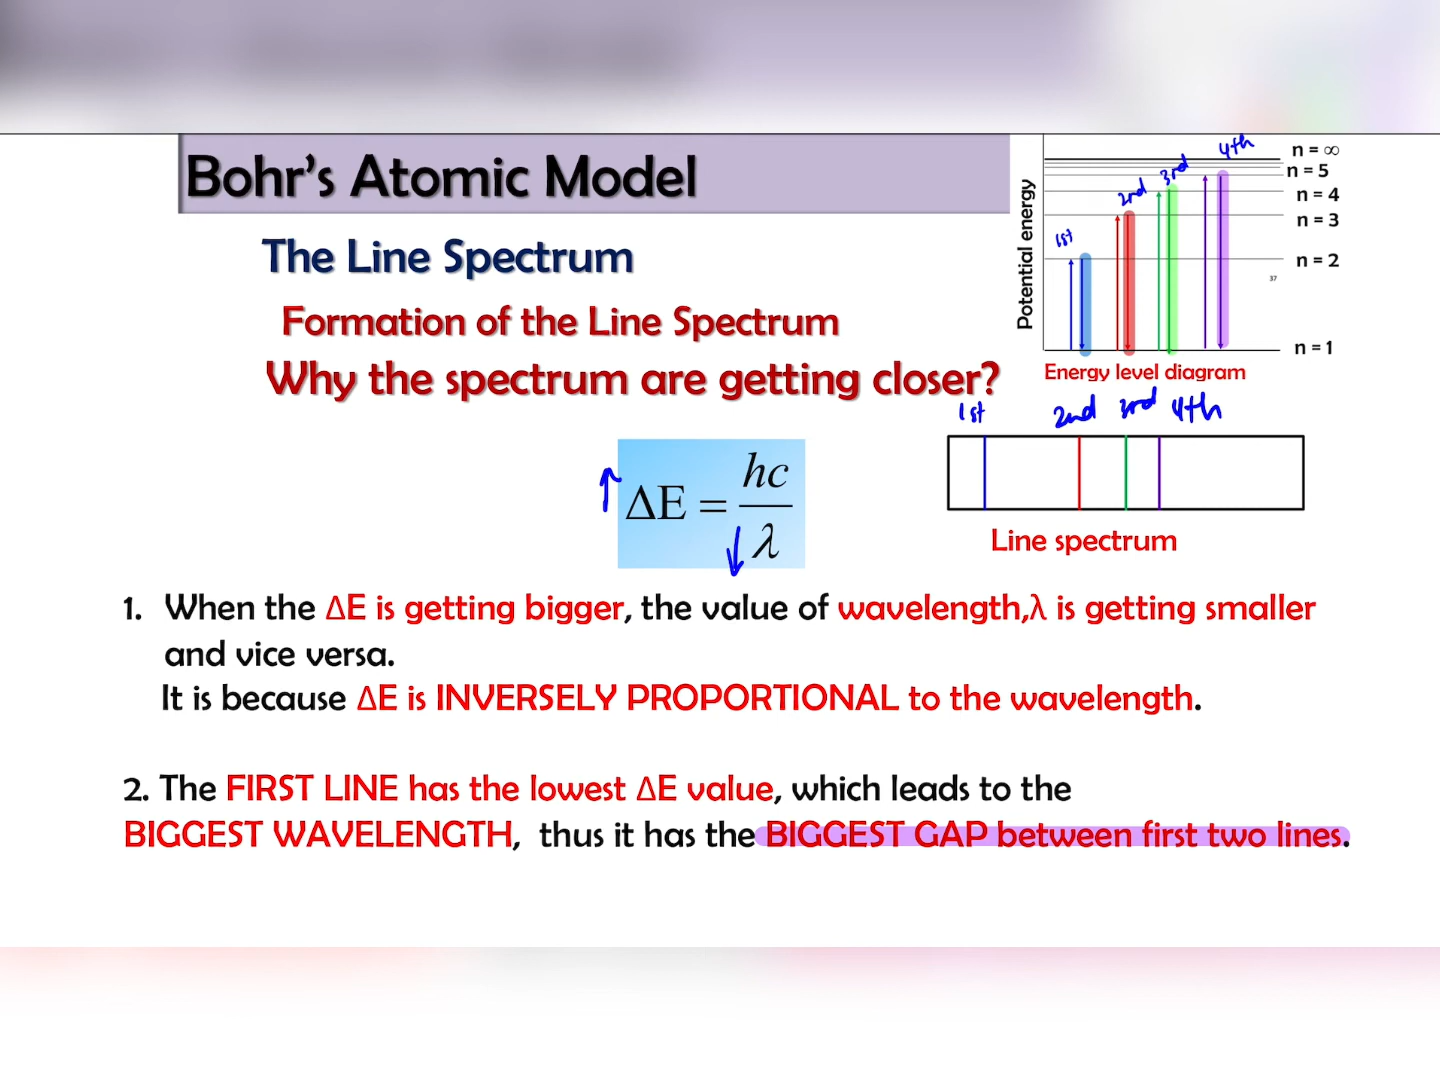 Bohr's Atomic Model
The Line Spectrum
Formation of the Line Spectrum
Why the spectrum are getting closer?
Potential energy
1st
2nd
3rd
4th
n = ∞
n = 5
n = 4
n = 3
n = 2
37
n = 1
Energy level diagram
1st 2nd 3rd 4th
Line spectrum
↑ ΔE = hc / ↓ λ
1. When the ΔE is getting bigger, the value of wavelength,λ is getting smaller
and vice versa.
It is because ΔE is INVERSELY PROPORTIONAL to the wavelength.
2. The FIRST LINE has the lowest ΔE value, which leads to the
BIGGEST WAVELENGTH, thus it has the BIGGEST GAP between first two lines.